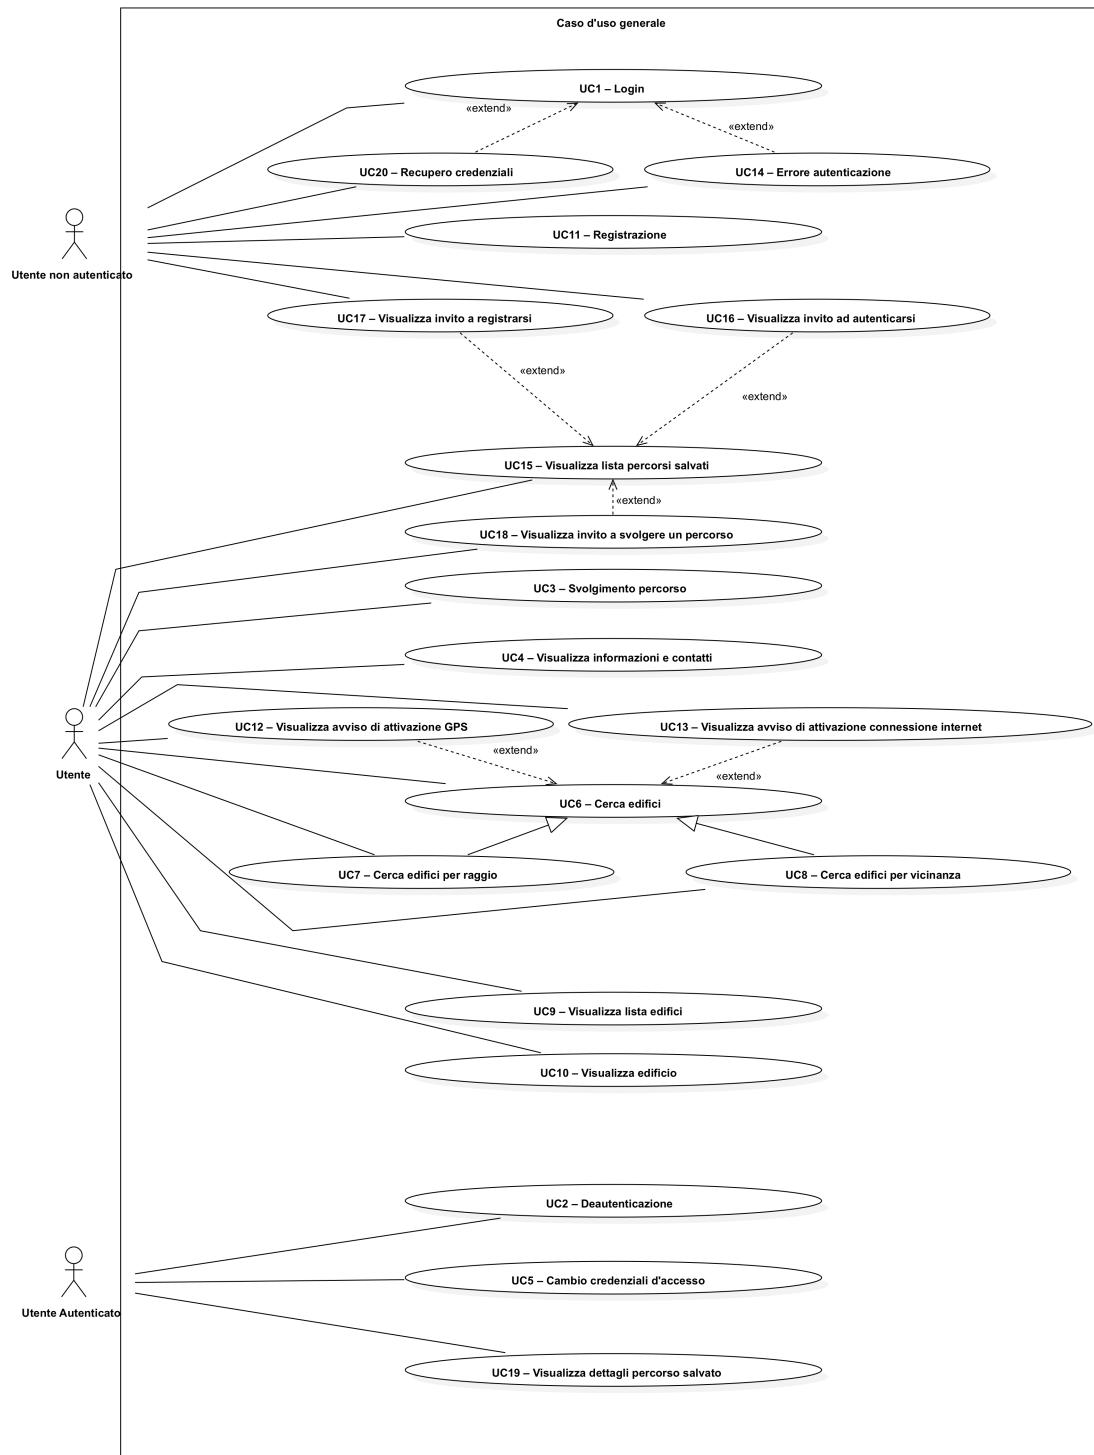 Caso d'uso generale
UC1 – Login
«extend»
«extend»
UC20 – Recupero credenziali
UC14 – Errore autenticazione
UC11 – Registrazione
Utente non autenticato
UC17 – Visualizza invito a registrarsi
UC16 – Visualizza invito ad autenticarsi
«extend»
«extend»
UC15 – Visualizza lista percorsi salvati
«extend»
UC18 – Visualizza invito a svolgere un percorso
UC3 – Svolgimento percorso
UC4 – Visualizza informazioni e contatti
UC12 – Visualizza avviso di attivazione GPS
UC13 – Visualizza avviso di attivazione connessione internet
«extend»
Utente
«extend»
UC6 – Cerca edifici
UC7 – Cerca edifici per raggio
UC8 – Cerca edifici per vicinanza
UC9 – Visualizza lista edifici
UC10 – Visualizza edificio
UC2 – Deautenticazione
UC5 – Cambio credenziali d'accesso
Utente Autenticato
UC19 – Visualizza dettagli percorso salvato